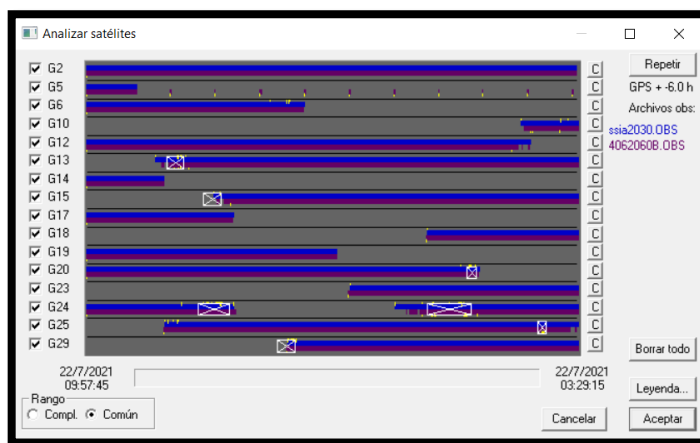 Analizar satélites
G2 C Repetir
G5 C GPS + -6.0 h
G6 C Archivos obs:
G10 C ssia2030.OBS
G12 C 4062060B.OBS
G13 C
G14 C
G15 C
G17 C
G18 C
G19 C
G20 C
G23 C
G24 C
G25 C
G29 C Borrar todo
22/7/2021 22/7/2021
09:57:45 03:29:15
Leyenda...
Rango
Compl. Común
Cancelar Aceptar